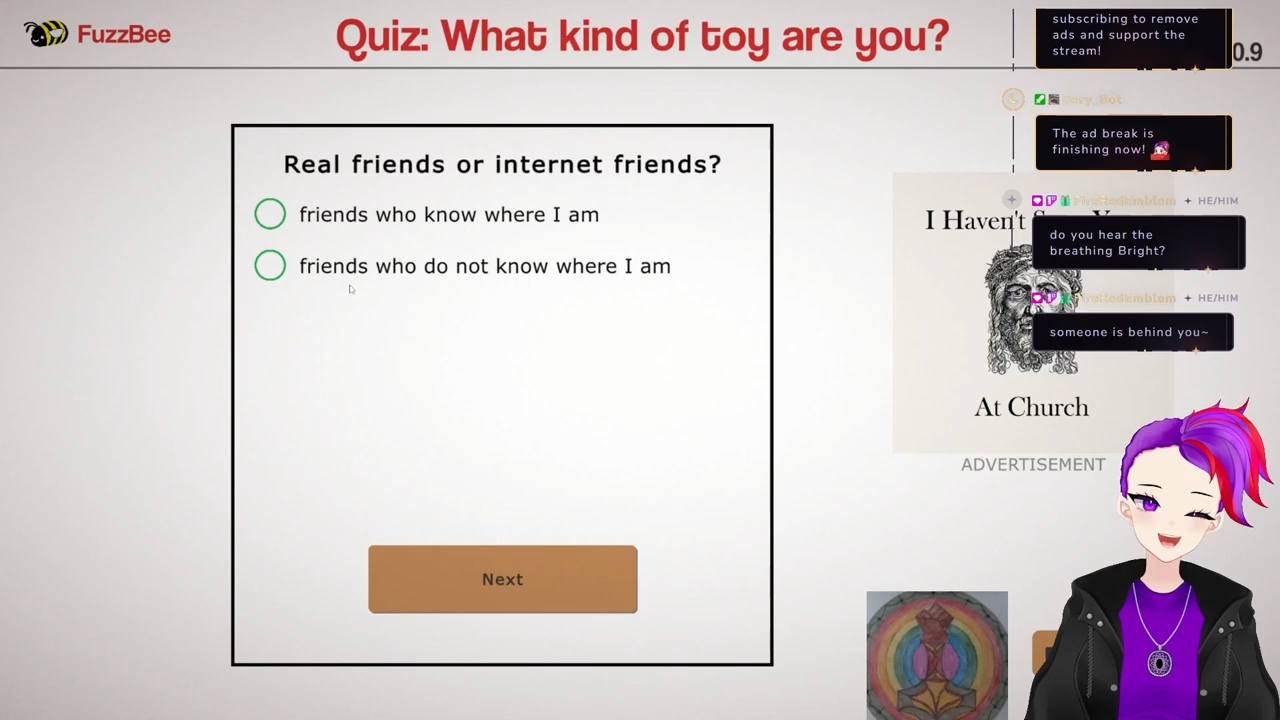 FuzzBee
Quiz: What kind of toy are you?
0.9
Real friends or internet friends?
friends who know where I am
friends who do not know where I am
Next
I Haven't
At Church
ADVERTISEMENT
subscribing to remove
ads and support the
stream!
The ad break is
finishing now!
HE/HIM
do you hear the
breathing Bright?
HE/HIM
someone is behind you~